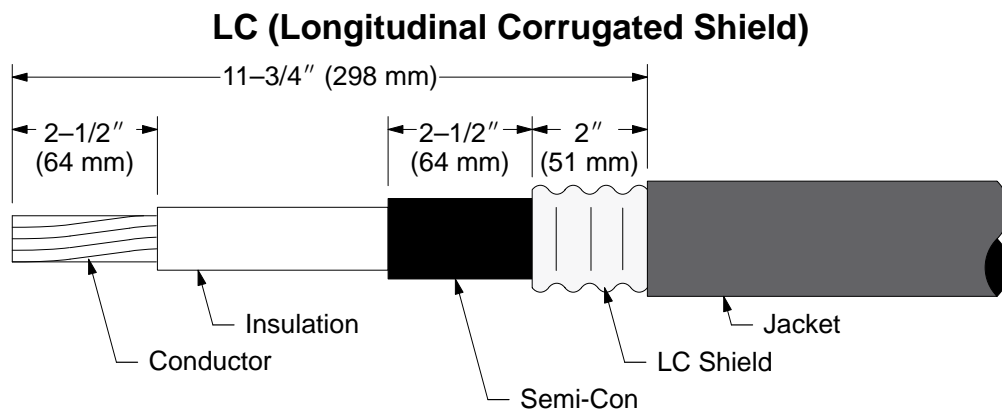 LC (Longitudinal Corrugated Shield)
11–3/4″ (298 mm)
2–1/2″
(64 mm)
2–1/2″
(64 mm)
2″
(51 mm)
Insulation
Conductor
Jacket
LC Shield
Semi-Con